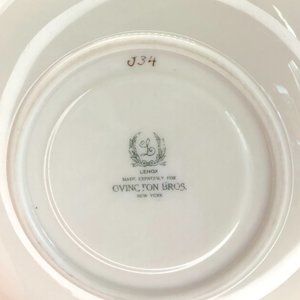 J34
L
LENOX
MADE EXPRESSLY FOR
OVINGTON BROS.
NEW YORK